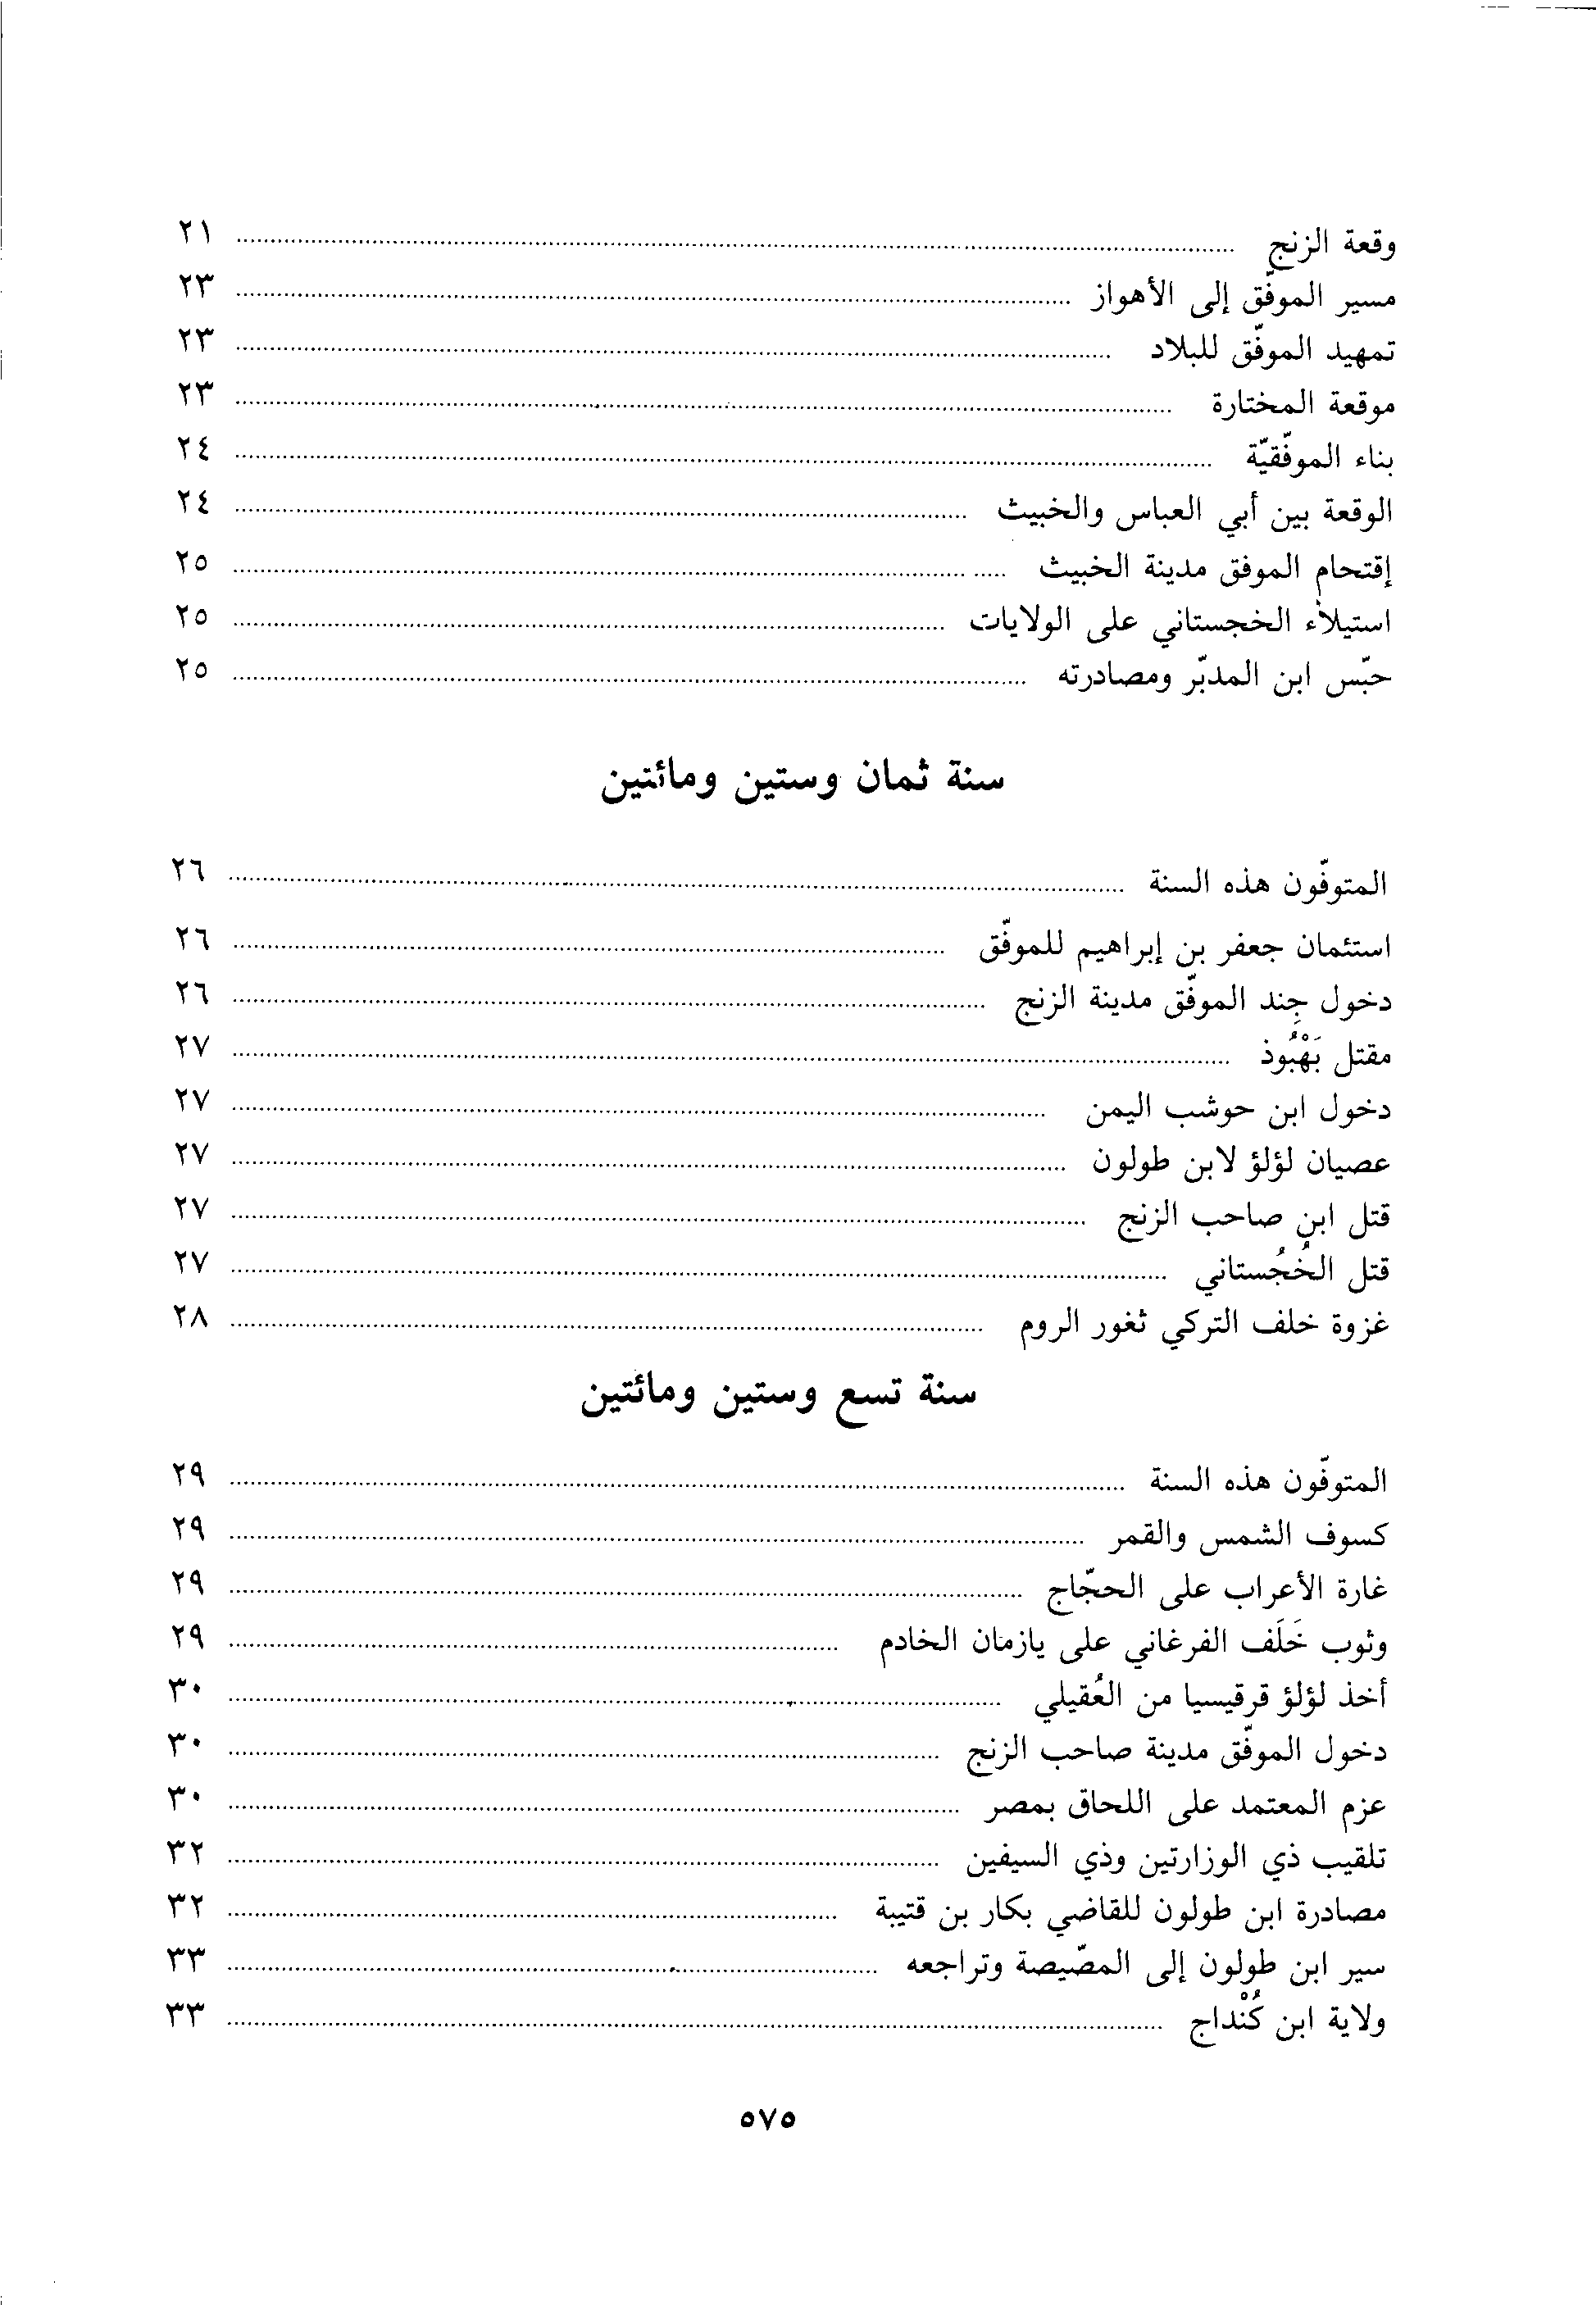 وقعة الزنج ........ ٢١
مسير الموفّق إلى الأهواز ........ ٢٣
تمهيد الموفّق للبلاد ........ ٢٣
موقعة المختارة ........ ٢٣
بناء الموفّقيّة ........ ٢٤
الوقعة بين أبي العباس والخبيث ........ ٢٤
إقتحام الموفق مدينة الخبيث ........ ٢٥
استيلاء الخجستاني على الولايات ........ ٢٥
حبْس ابن المدبّر ومصادرته ........ ٢٥
سنة ثمان وستين ومائتين
المتوفّون هذه السنة ........ ٢٦
استئمان جعفر بن إبراهيم للموفّق ........ ٢٦
دخول جِند الموفّق مدينة الزنج ........ ٢٦
مقتل بَهْبُوذ ........ ٢٧
دخول ابن حوشب اليمن ........ ٢٧
عصيان لؤلؤ لابن طولون ........ ٢٧
قتل ابن صاحب الزنج ........ ٢٧
قتل الخُجُستاني ........ ٢٧
غزوة خلف التركي ثغور الروم ........ ٢٨
سنة تسع وستين ومائتين
المتوفّون هذه السنة ........ ٢٩
كسوف الشمس والقمر ........ ٢٩
غارة الأعراب على الحجّاج ........ ٢٩
وثوب خَلَف الفرغاني على يازمان الخادم ........ ٢٩
أخذ لؤلؤ قرقيسيا من العُقيلي ........ ٣٠
دخول الموفّق مدينة صاحب الزنج ........ ٣٠
عزم المعتمد على اللحاق بمصر ........ ٣٠
تلقيب ذي الوزارتين وذي السيفين ........ ٣٢
مصادرة ابن طولون للقاضي بكار بن قتيبة ........ ٣٢
سير ابن طولون إلى المصّيصة وتراجعه ........ ٣٣
ولاية ابن كُنْداج ........ ٣٣
٥٧٥